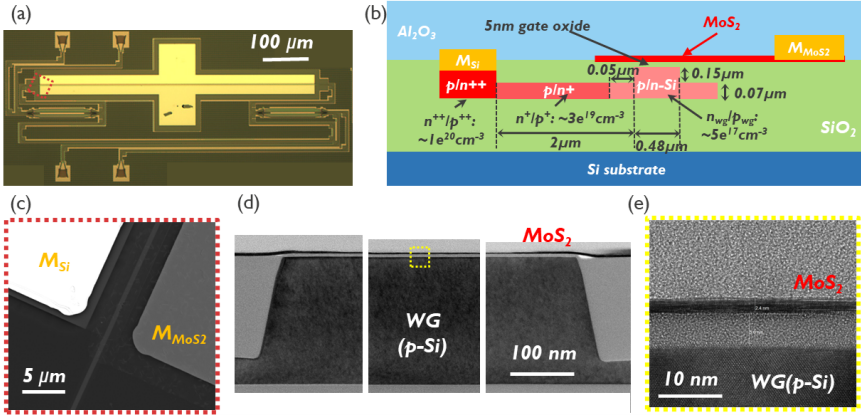 (a)
100 µm
(b)
5nm gate oxide
MoS2
Al2O3
MSi
MMoS2
0.05µm
p/n++
p/n+
p/n-Si
0.15µm
0.07µm
n++/p++:
~1e20cm-3
n+/p+: ~3e19cm-3
2µm
0.48µm
nwg/pwg:
~5e17cm-3
SiO2
Si substrate
(c)
MSi
MMoS2
5 µm
(d)
MoS2
WG
(p-Si)
100 nm
(e)
MoS2
10 nm
WG(p-Si)